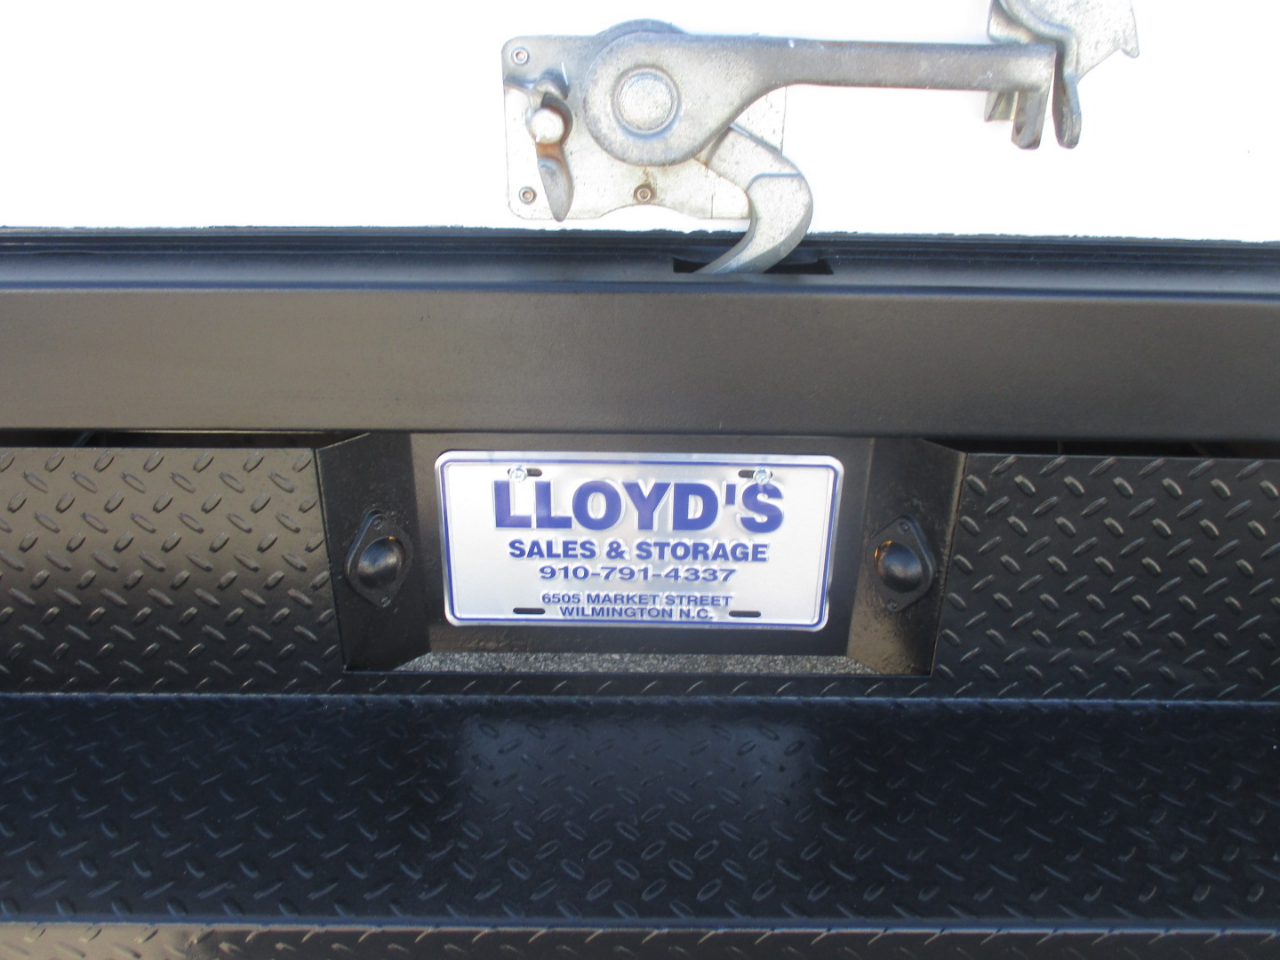 LLOYD'S
SALES & STORAGE
910-791-4337
6505 MARKET STREET
WILMINGTON N.C.